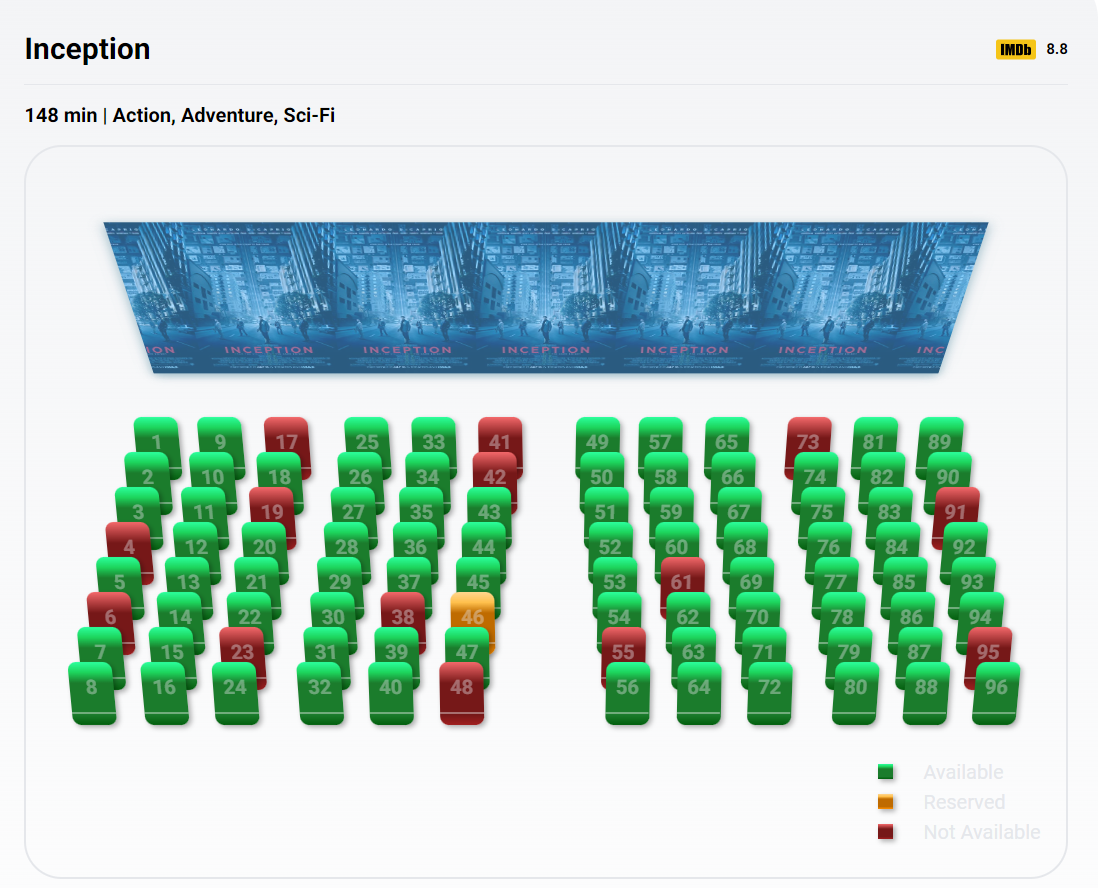 Inception
IMDb 8.8
148 min | Action, Adventure, Sci-Fi
ION INCEPTION INCEPTION INCEPTION INCEPTION INCEPTION INC
1 9 17 25 33 41 49 57 65 73 81 89
2 10 18 26 34 42 50 58 66 74 82 90
3 11 19 27 35 43 51 59 67 75 83 91
4 12 20 28 36 44 52 60 68 76 84 92
5 13 21 29 37 45 53 61 69 77 85 93
6 14 22 30 38 46 54 62 70 78 86 94
7 15 23 31 39 47 55 63 71 79 87 95
8 16 24 32 40 48 56 64 72 80 88 96
Available
Reserved
Not Available